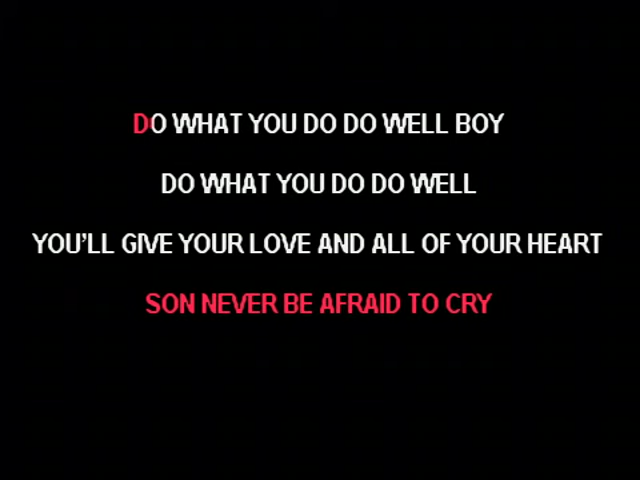 DO WHAT YOU DO DO WELL BOY
DO WHAT YOU DO DO WELL
YOU'LL GIVE YOUR LOVE AND ALL OF YOUR HEART
SON NEVER BE AFRAID TO CRY